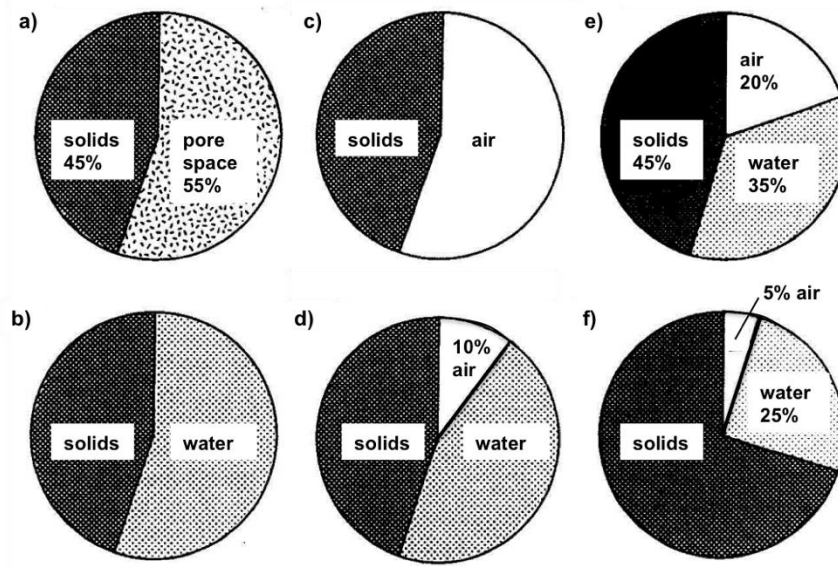 a)
solids
45%
pore
space
55%
c)
solids
air
e)
air
20%
solids
45%
water
35%
b)
solids
water
d)
10%
air
solids
water
f)
5% air
water
25%
solids